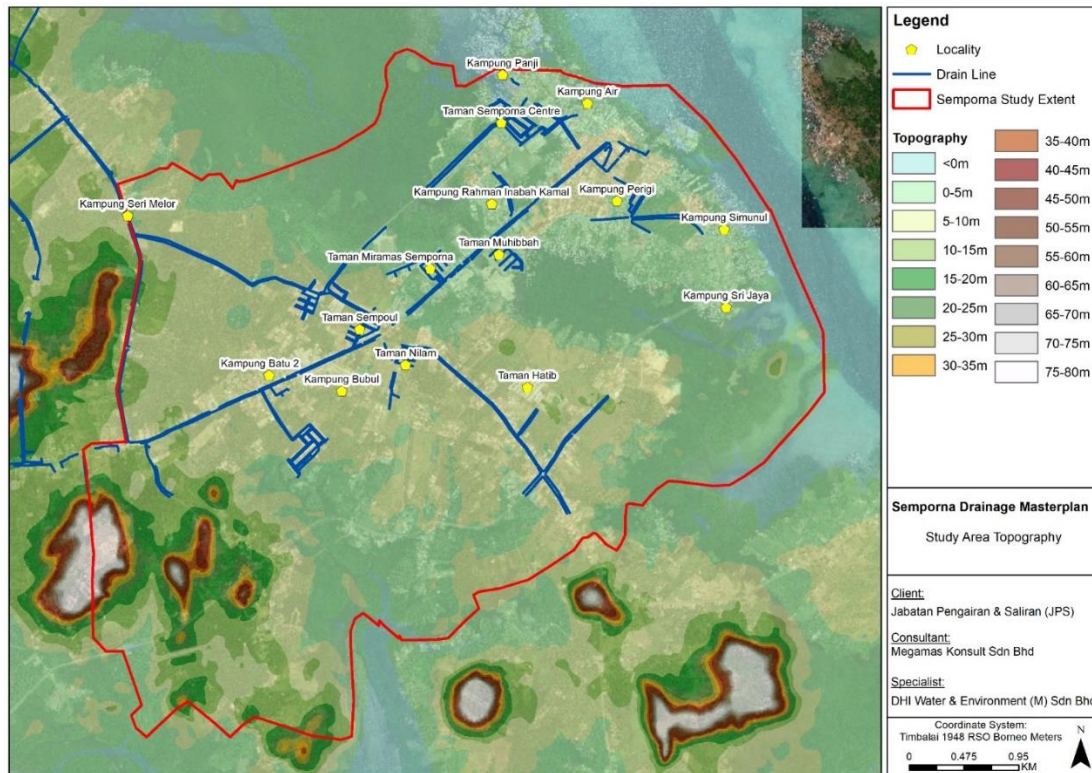 Kampung Panji
Kampung Air
Taman Semporna Centre
Kampung Rahman Inabah Kamal
Kampung Perigi
Kampung Seri Melor
Kampung Simunul
Taman Muhibbah
Taman Miramas Semporna
Kampung Sri Jaya
Taman Sempoul
Taman Nilam
Kampung Batu 2
Kampung Bubul
Taman Hatib
Legend
Locality
Drain Line
Semporna Study Extent
Topography
<0m
0-5m
5-10m
10-15m
15-20m
20-25m
25-30m
30-35m
35-40m
40-45m
45-50m
50-55m
55-60m
60-65m
65-70m
70-75m
75-80m
Semporna Drainage Masterplan
Study Area Topography
Client:
Jabatan Pengairan & Saliran (JPS)
Consultant:
Megamas Konsult Sdn Bhd
Specialist:
DHI Water & Environment (M) Sdn Bhd
Coordinate System:
Timbalai 1948 RSO Borneo Meters
0 0.475 0.95
KM
N